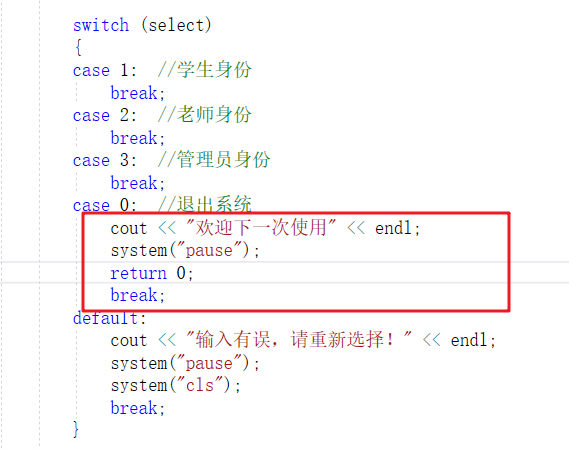 switch (select)
{
case 1:  //学生身份
    break;
case 2:  //老师身份
    break;
case 3:  //管理员身份
    break;
case 0:  //退出系统
    cout << "欢迎下一次使用" << endl;
    system("pause");
    return 0;
    break;
default:
    cout << "输入有误，请重新选择！" << endl;
    system("pause");
    system("cls");
    break;
}